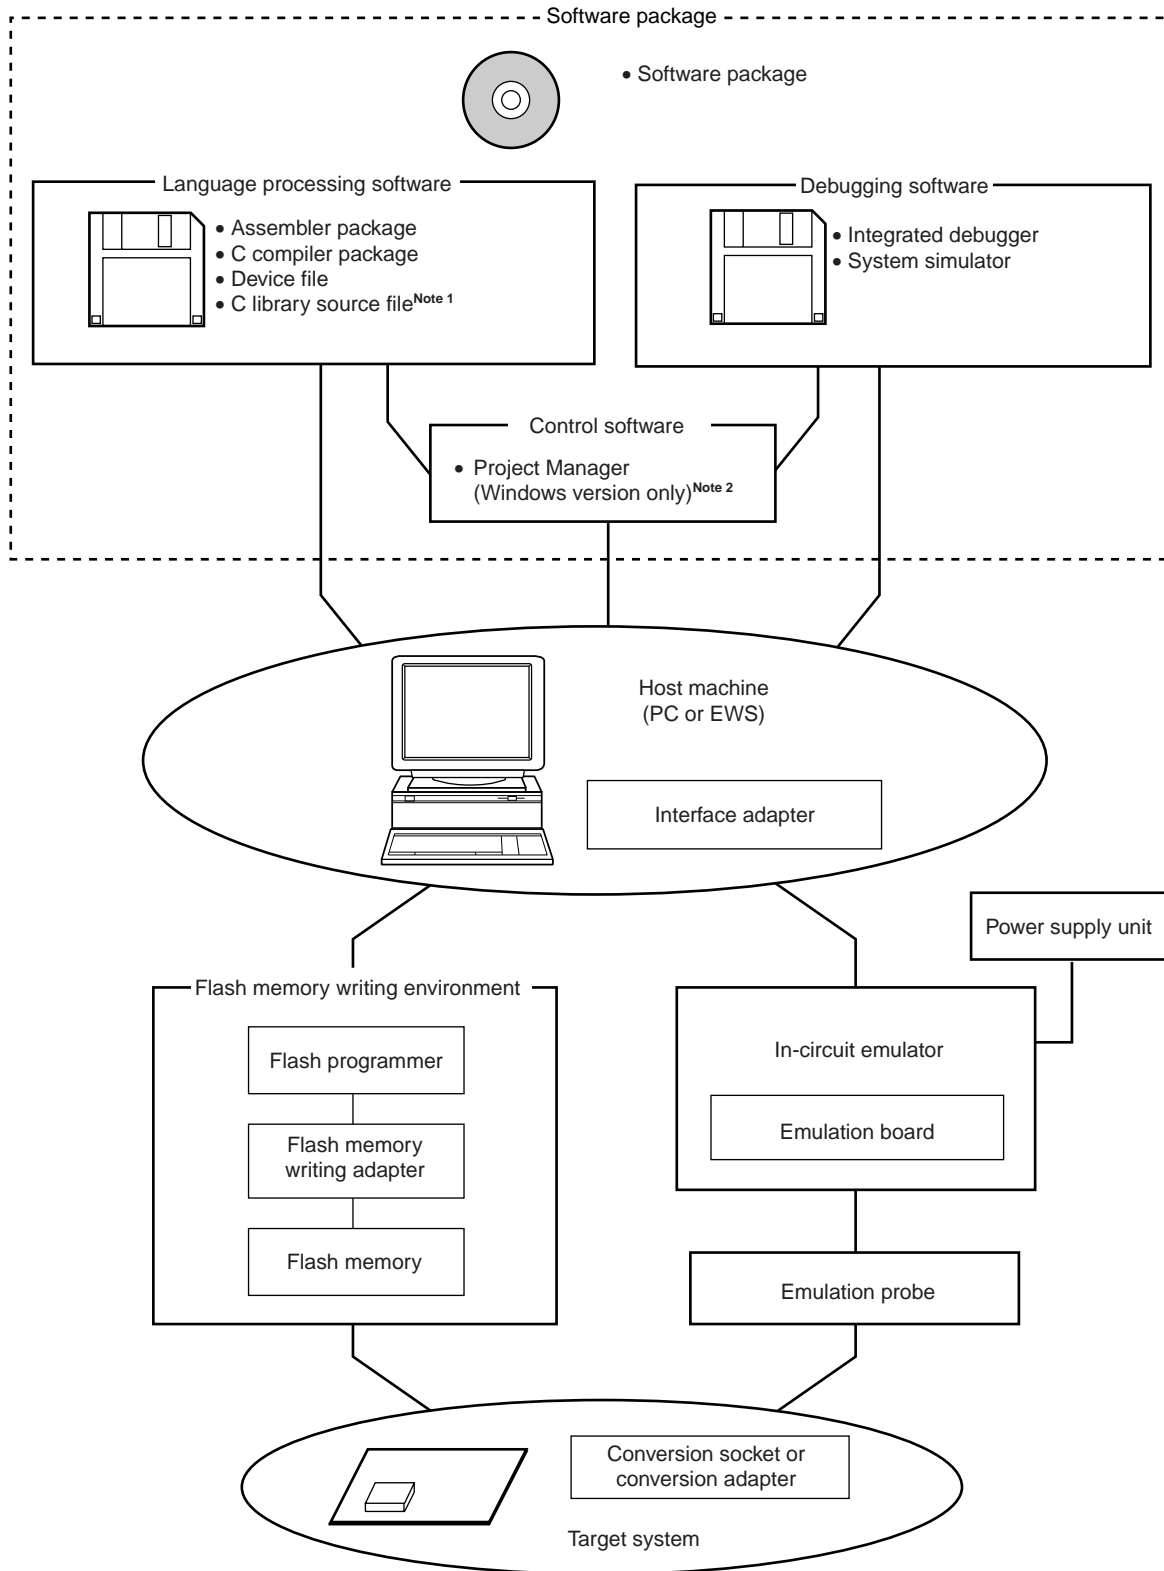 Software package
• Software package
Language processing software
• Assembler package
• C compiler package
• Device file
• C library source fileNote 1
Debugging software
• Integrated debugger
• System simulator
Control software
• Project Manager
(Windows version only)Note 2
Host machine
(PC or EWS)
Interface adapter
Power supply unit
Flash memory writing environment
Flash programmer
Flash memory
writing adapter
Flash memory
In-circuit emulator
Emulation board
Emulation probe
Conversion socket or
conversion adapter
Target system